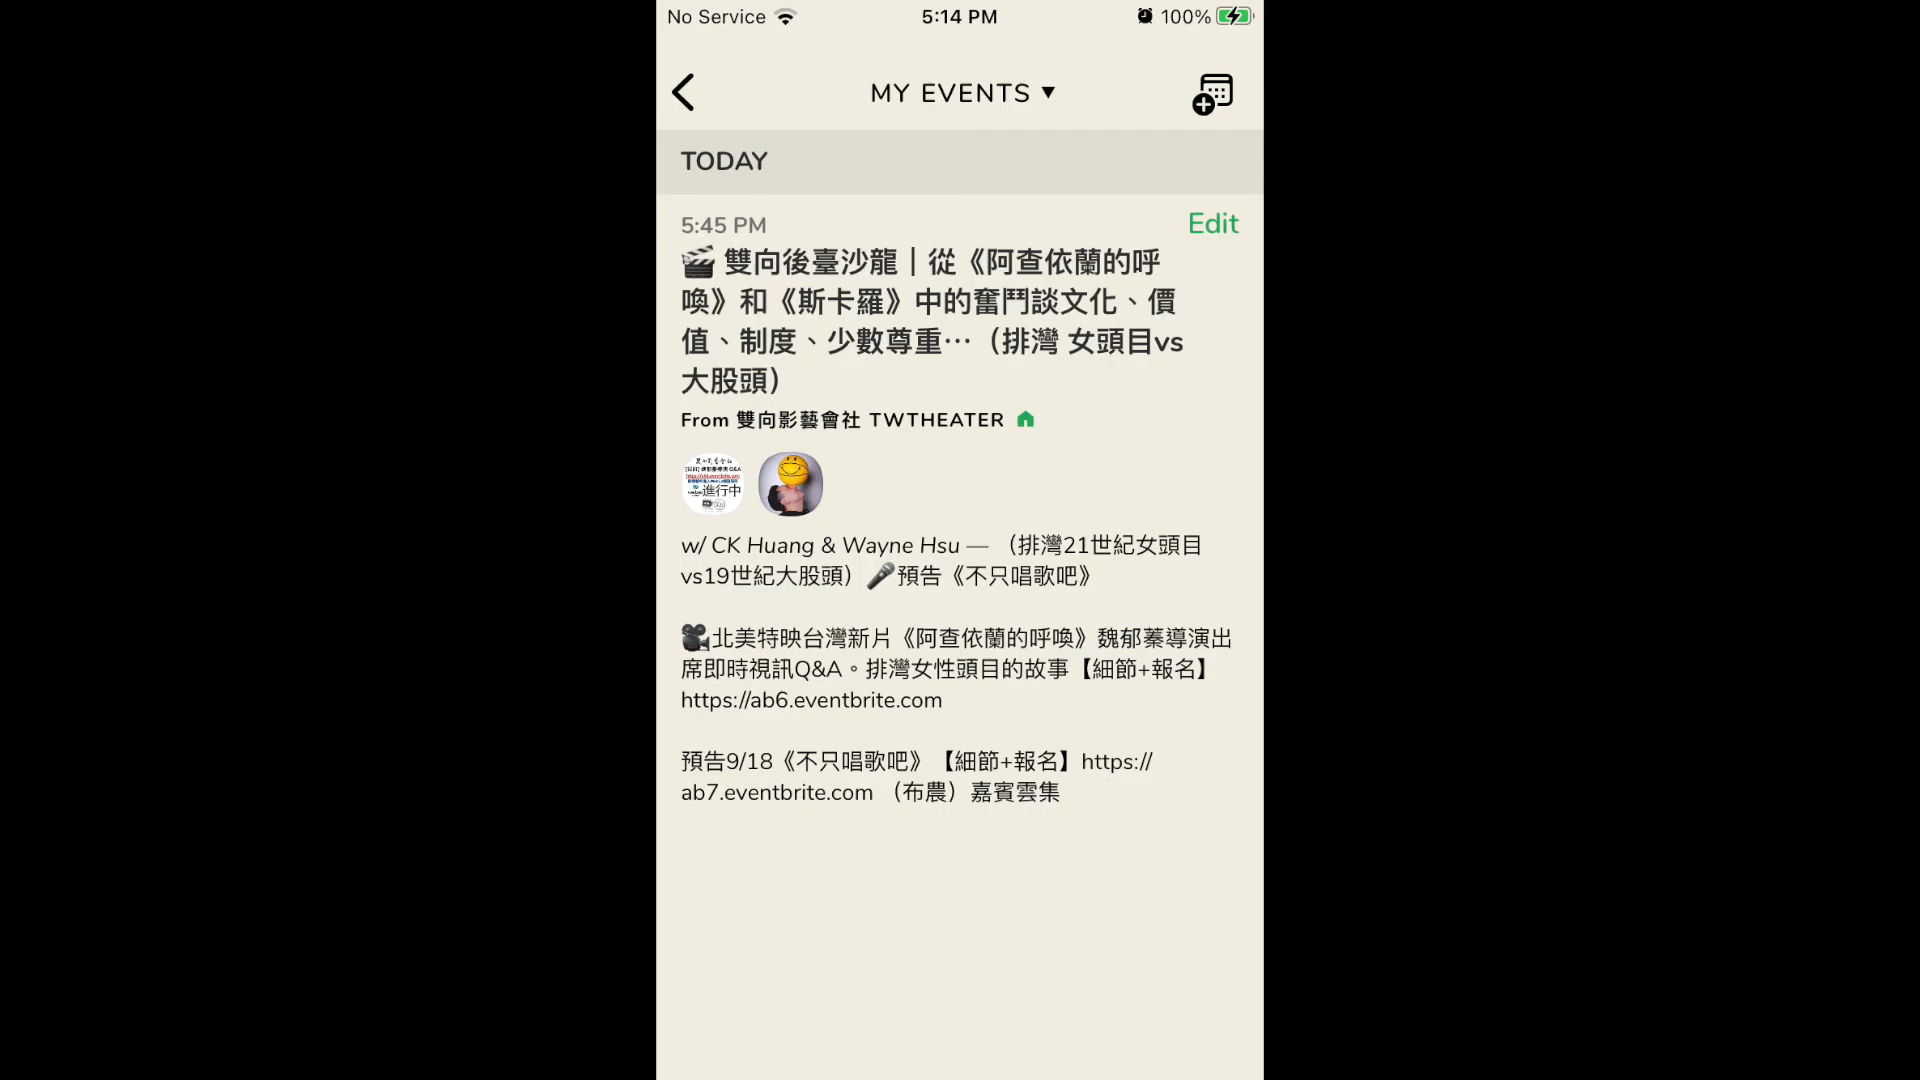 No Service
5:14 PM
100%
MY EVENTS ▼
TODAY
5:45 PM
Edit
🎬 雙向後臺沙龍｜從《阿查依蘭的呼
喚》和《斯卡羅》中的奮鬥談文化、價
值、制度、少數尊重⋯（排灣 女頭目vs
大股頭）
From 雙向影藝會社 TWTHEATER
進行中
w/ CK Huang & Wayne Hsu — （排灣21世紀女頭目
vs19世紀大股頭）🎤預告《不只唱歌吧》
🎥北美特映台灣新片《阿查依蘭的呼喚》魏郁蓁導演出
席即時視訊Q&A。排灣女性頭目的故事【細節+報名】
https://ab6.eventbrite.com
預告9/18《不只唱歌吧》【細節+報名】https://
ab7.eventbrite.com （布農）嘉賓雲集